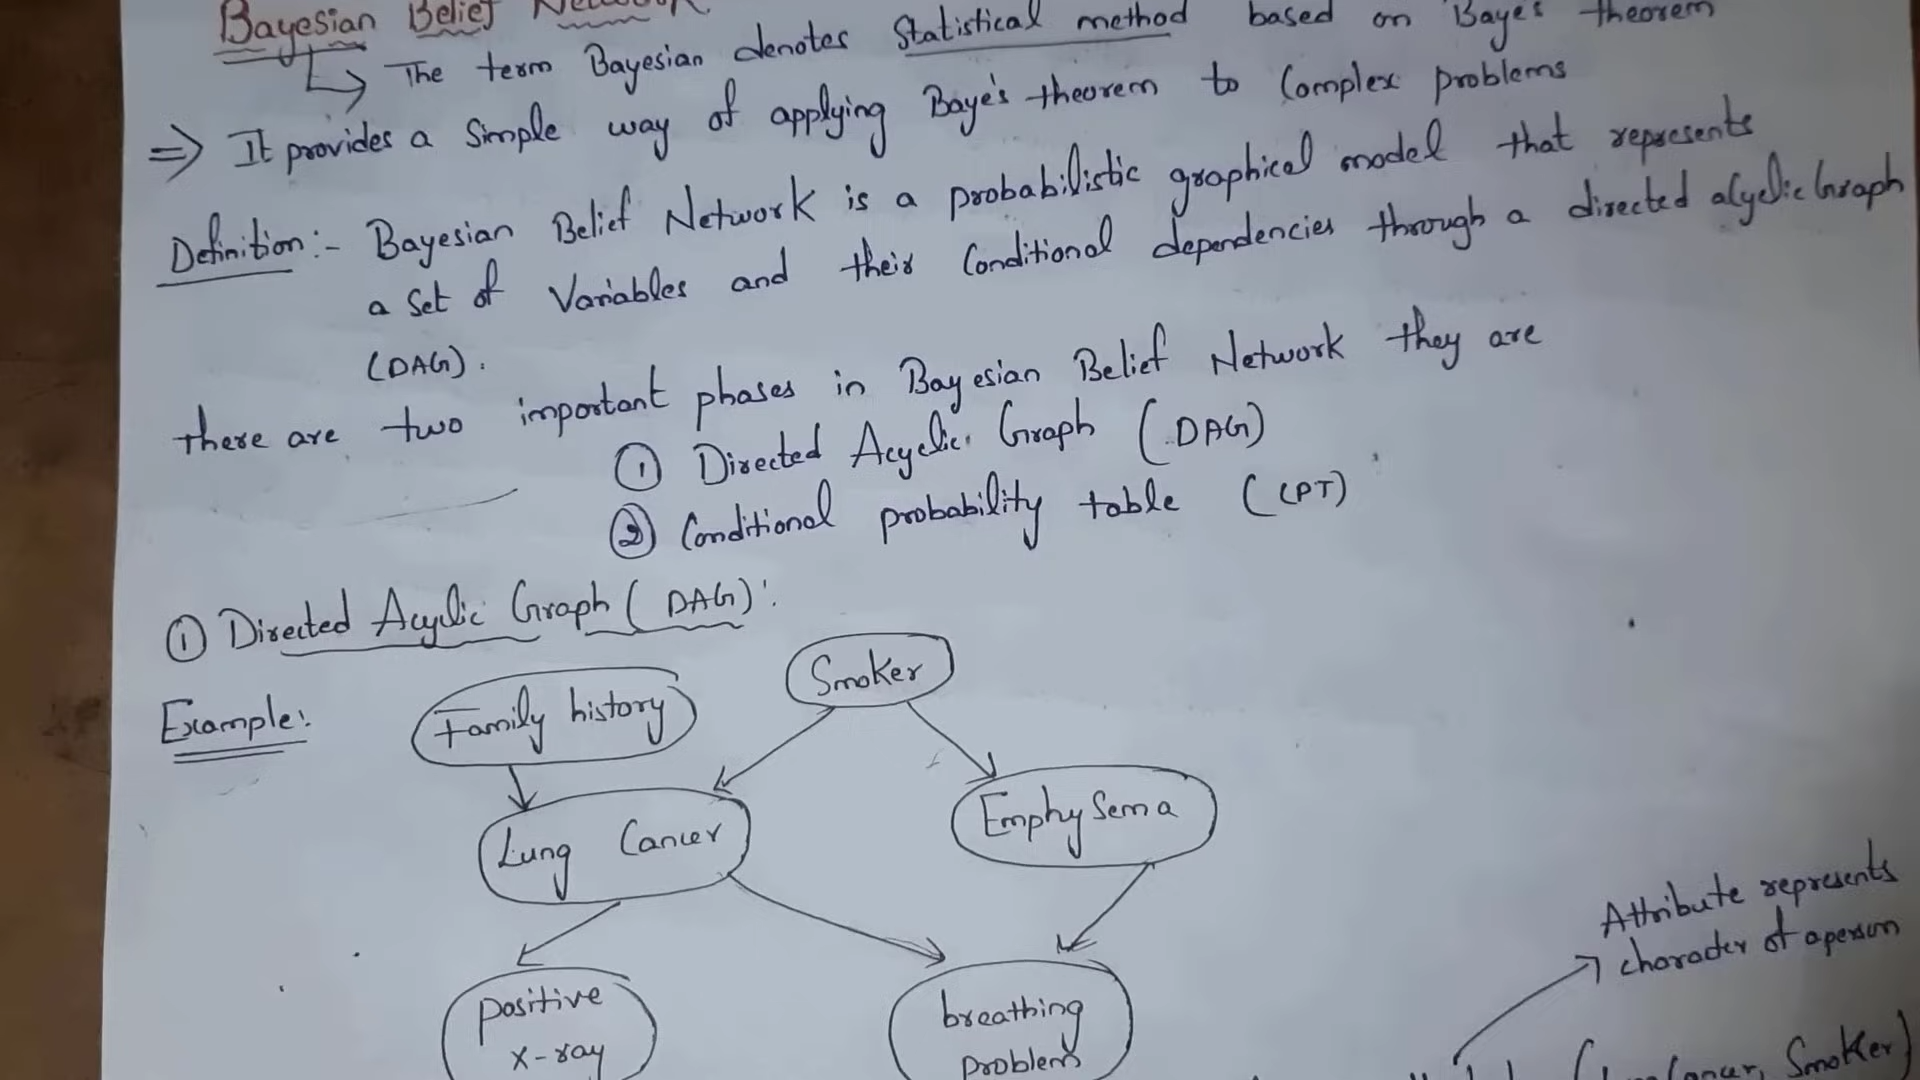 Bayesian Belief Network.
The term Bayesian denotes Statistical method based on Baye's theorem
=> It provides a Simple way of applying Baye's theorem to Complex problems
Definition :- Bayesian Belief Network is a probabilistic graphical model that represents
a Set of Variables and their Conditional dependencies through a directed acyclic Graph
(DAG).
there are two important phases in Bayesian Belief Network they are
① Directed Acyclic Graph (DAG)
② Conditional probability table (CPT)
① Directed Acyclic Graph (DAG):
Example:
Family history
Smoker
Lung Cancer
Emphysema
Attribute represents
character of a person
positive
x-ray
breathing
problem
Smoker)